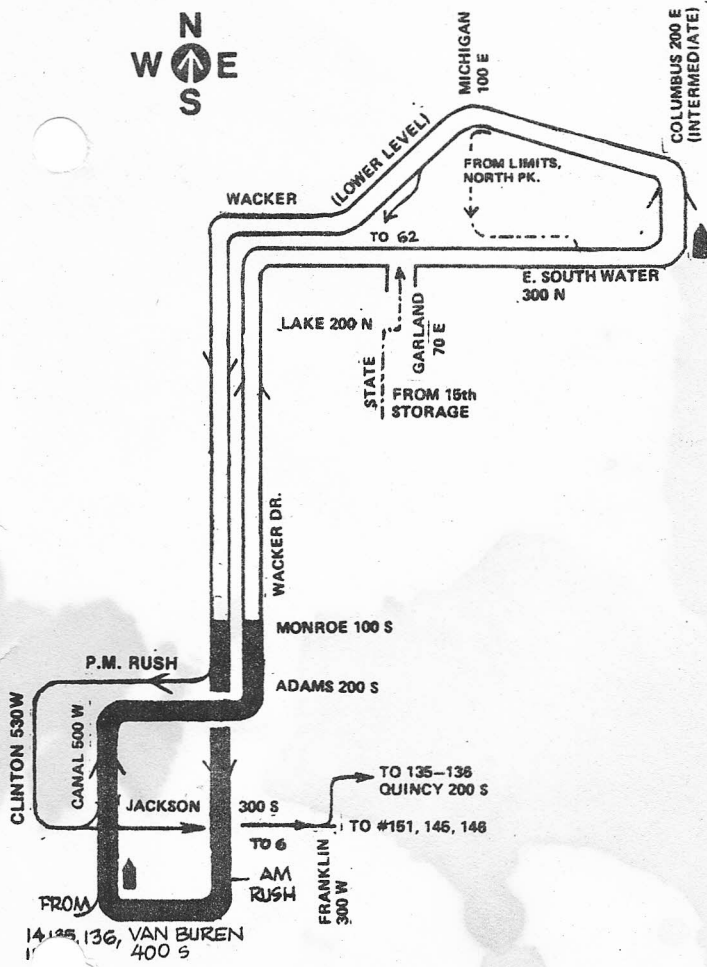 N
W E
S
MICHIGAN
100 E
COLUMBUS 200 E
(INTERMEDIATE)
(LOWER LEVEL)
FROM LIMITS,
NORTH PK.
WACKER
TO 62
E. SOUTH WATER
300 N
LAKE 200 N
GARLAND
70 E
STATE
FROM 15th
STORAGE
WACKER DR.
MONROE 100 S
P.M. RUSH
ADAMS 200 S
CLINTON 530W
CANAL 500 W
TO 135–136
QUINCY 200 S
JACKSON 300 S
TO #151, 145, 146
TO 6
FRANKLIN
300 W
AM
RUSH
FROM
136, VAN BUREN
400 S